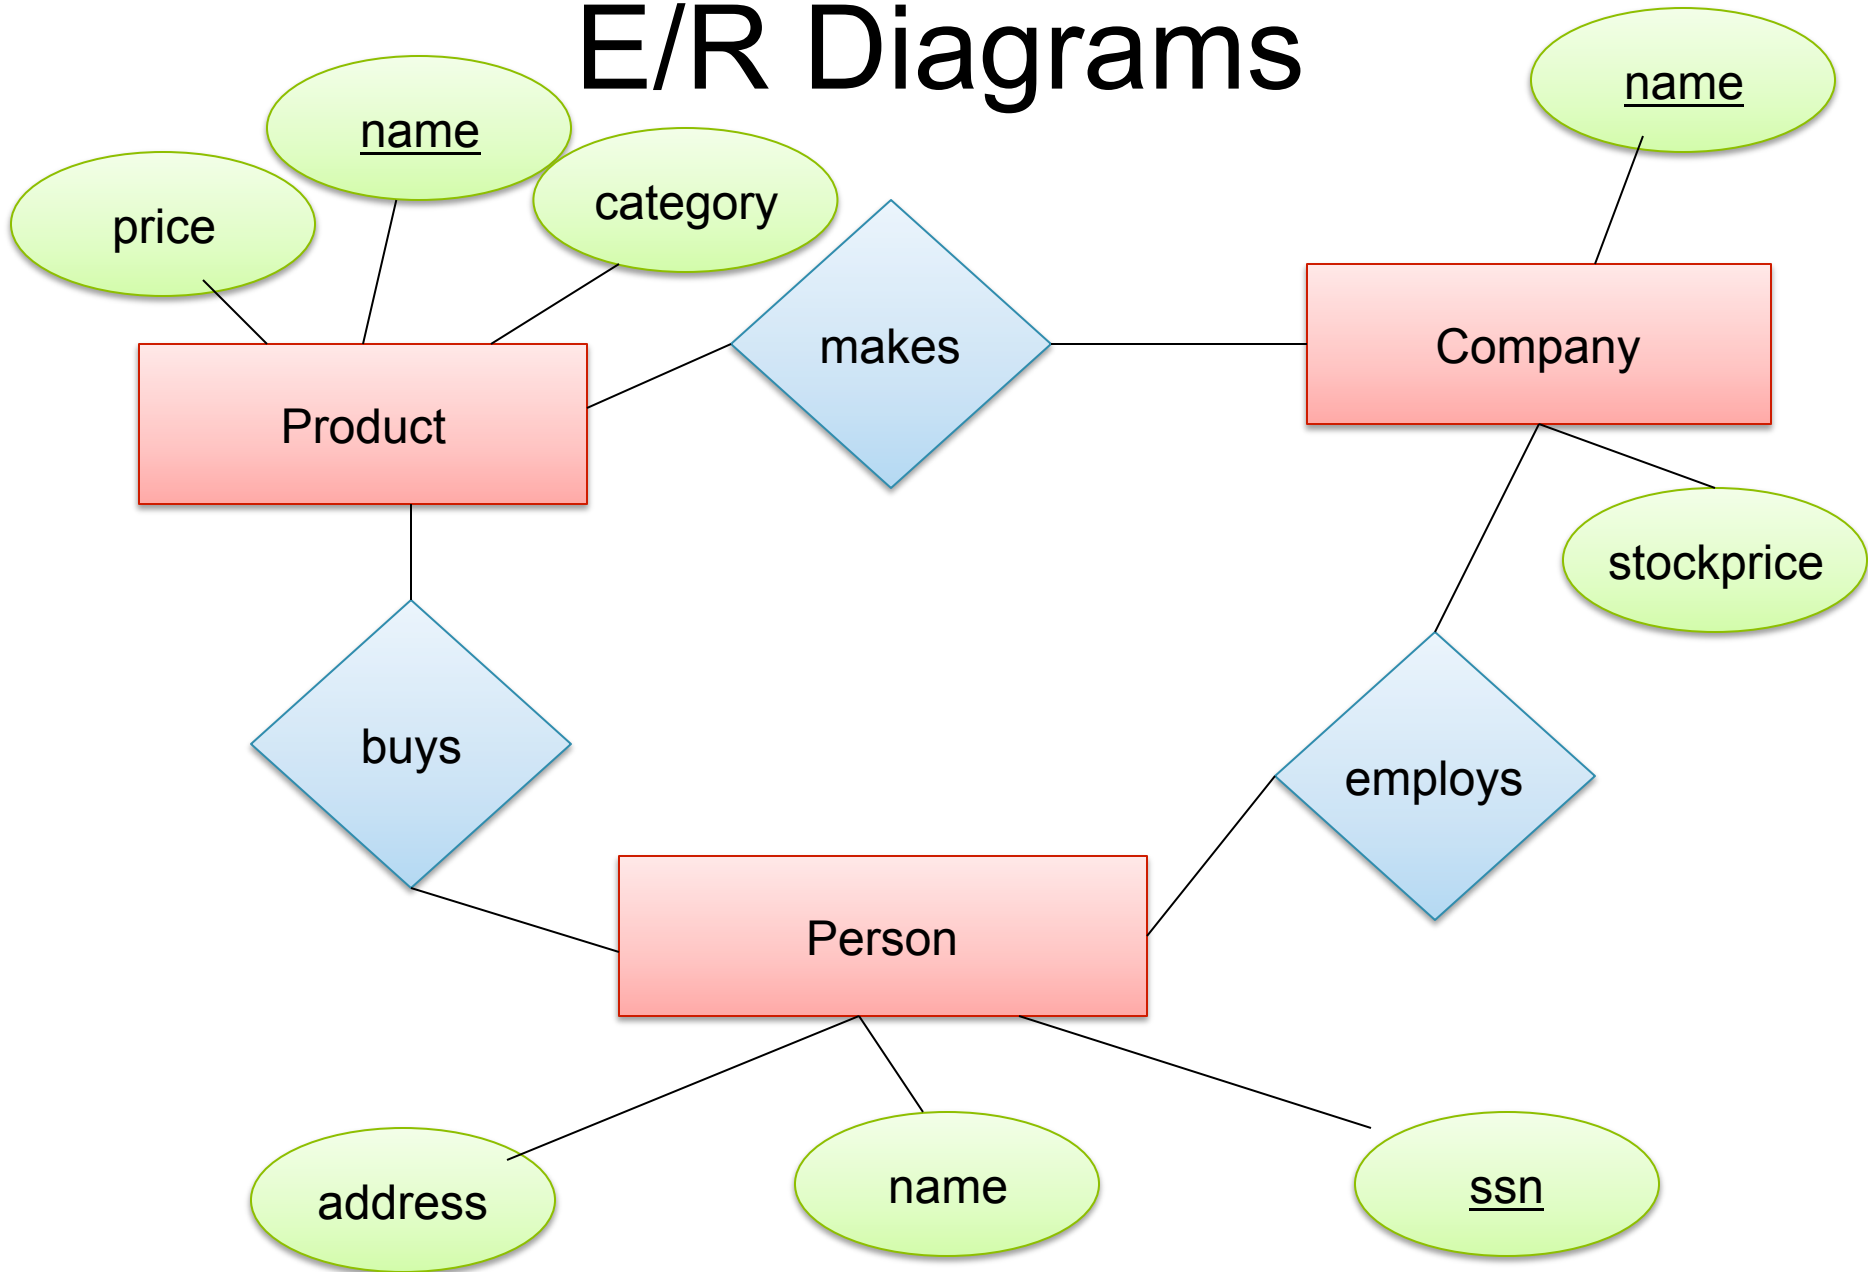 E/R Diagrams
name
name
category
price
makes
Company
Product
stockprice
buys
employs
Person
address
name
ssn